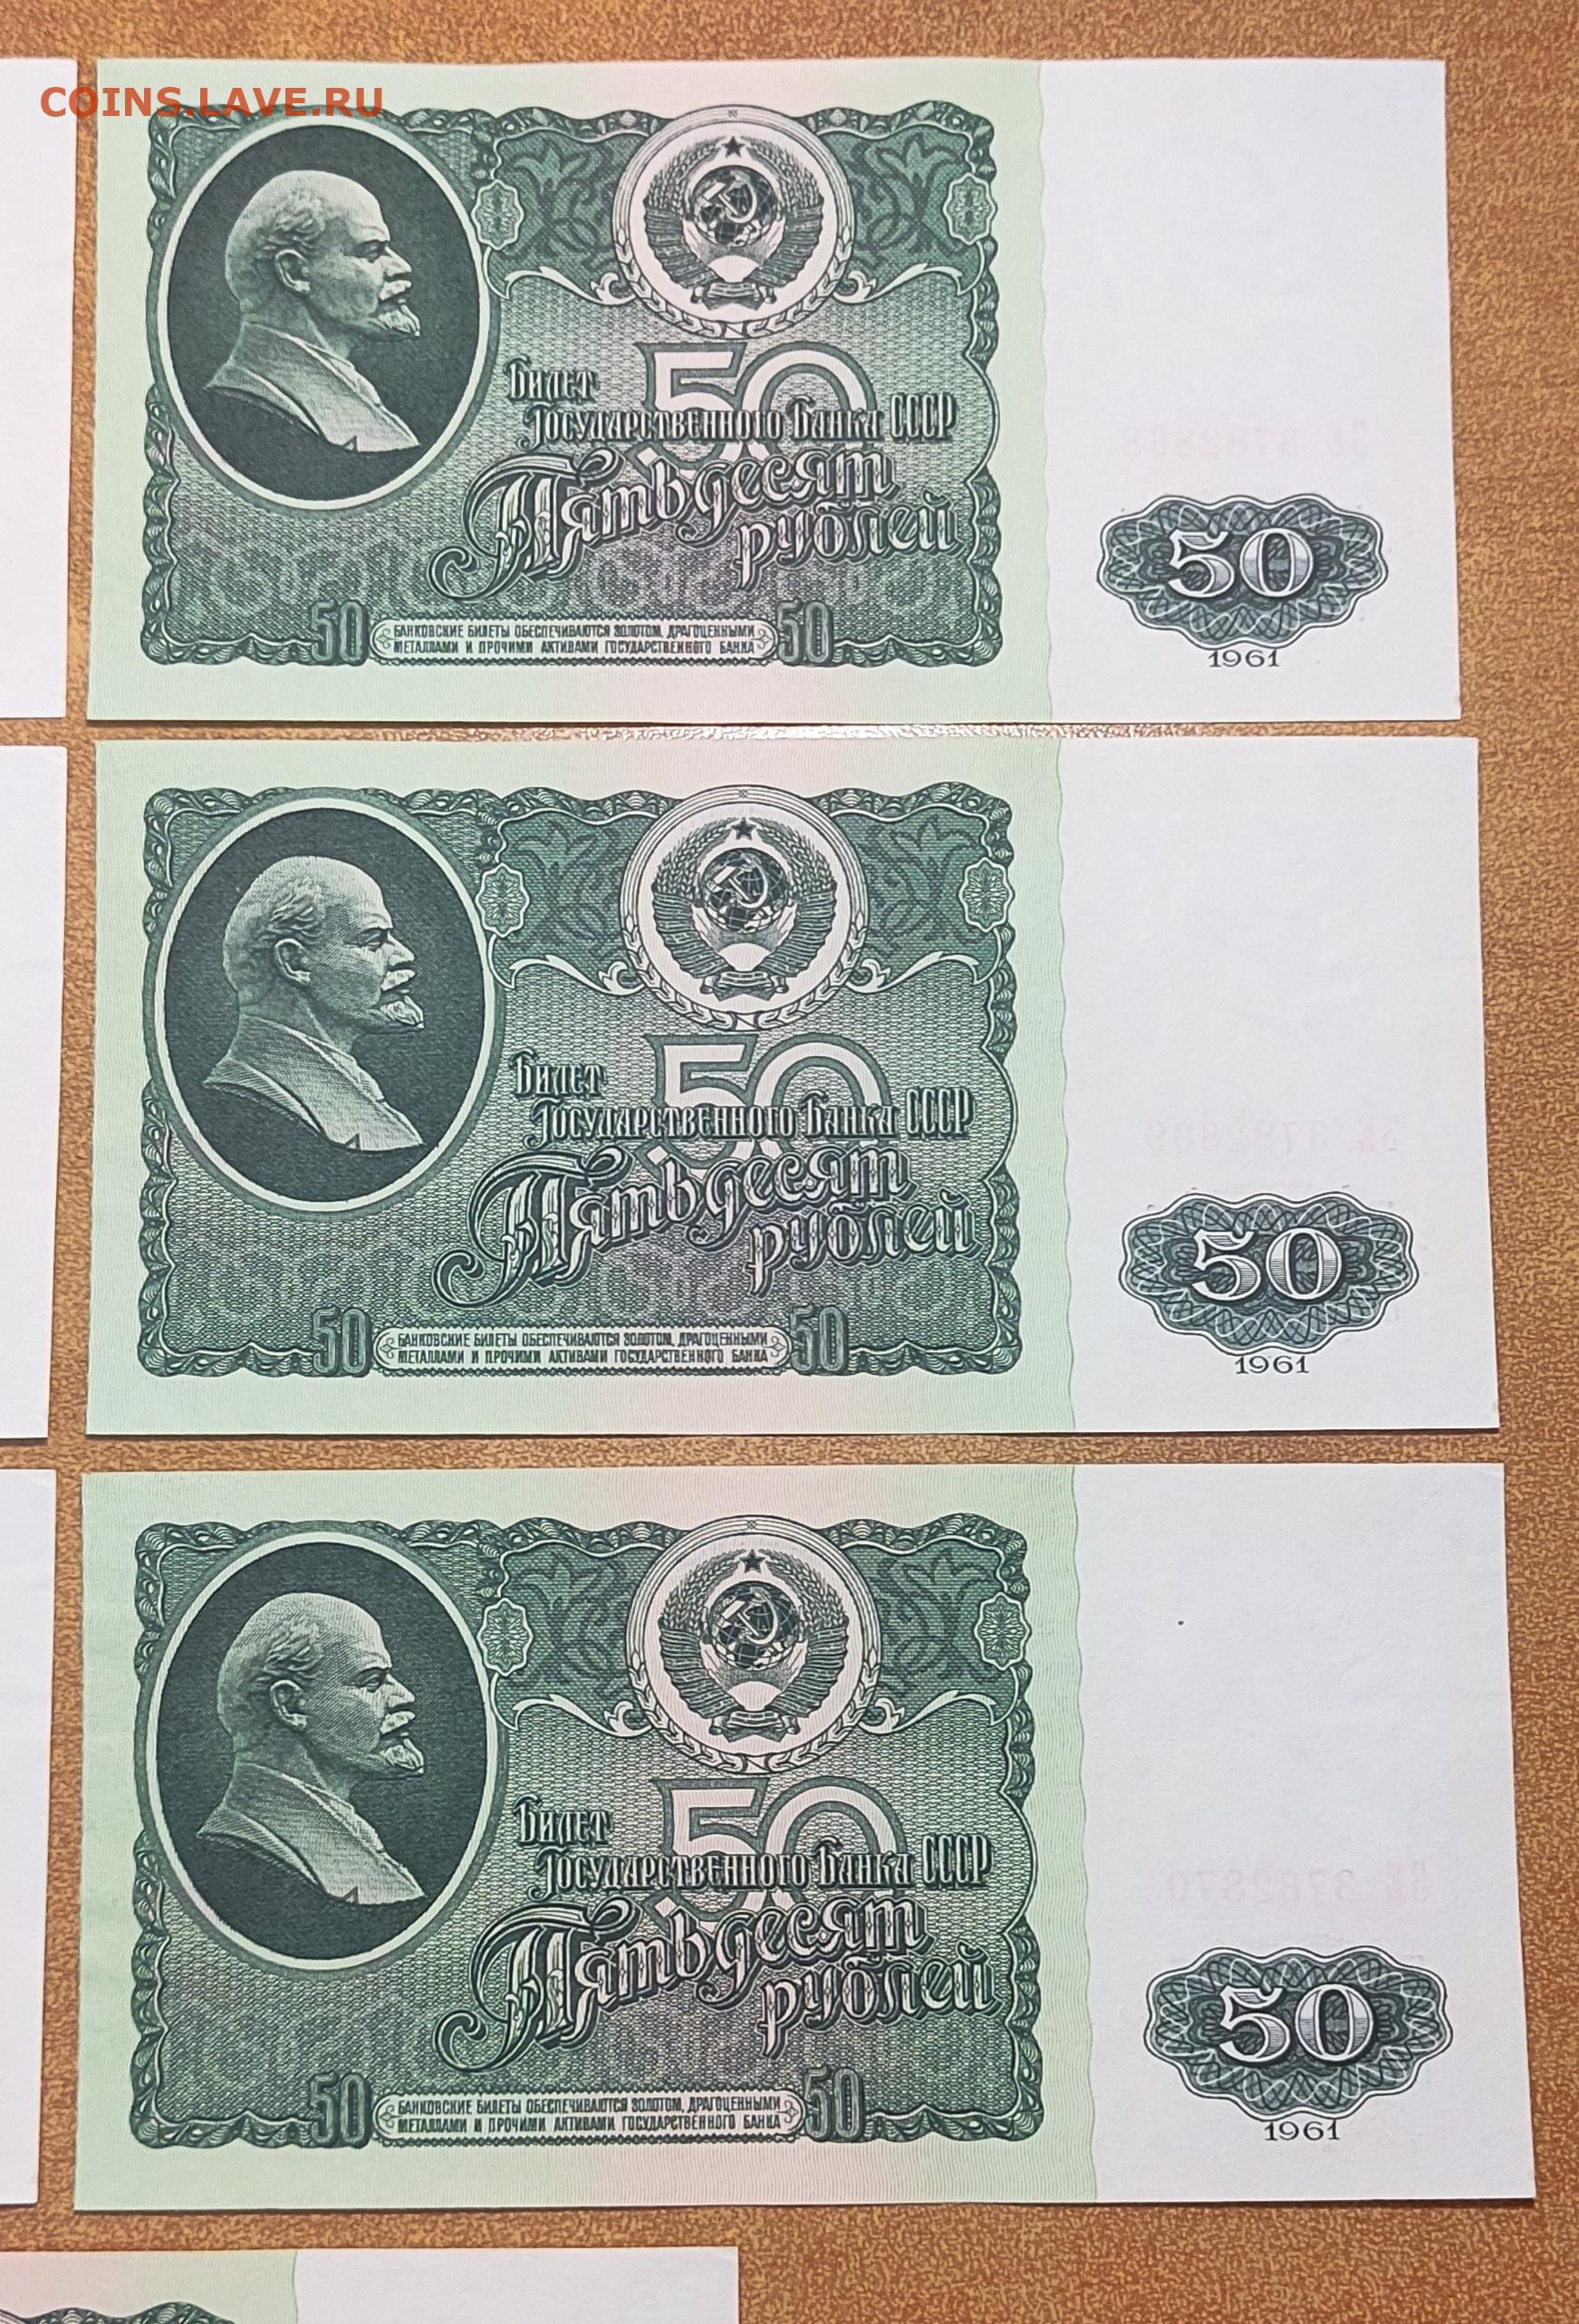 COINS.LAVE.RU
Билет
Государственного Банка СССР
50
Пятьдесят
рублей
50
1961
50
БАНКОВСКИЕ БИЛЕТЫ ОБЕСПЕЧИВАЮТСЯ ЗОЛОТОМ, ДРАГОЦЕННЫМИ
МЕТАЛЛАМИ И ПРОЧИМИ АКТИВАМИ ГОСУДАРСТВЕННОГО БАНКА
50
Билет
Государственного Банка СССР
50
Пятьдесят
рублей
50
1961
50
БАНКОВСКИЕ БИЛЕТЫ ОБЕСПЕЧИВАЮТСЯ ЗОЛОТОМ, ДРАГОЦЕННЫМИ
МЕТАЛЛАМИ И ПРОЧИМИ АКТИВАМИ ГОСУДАРСТВЕННОГО БАНКА
50
Билет
Государственного Банка СССР
50
Пятьдесят
рублей
50
1961
50
БАНКОВСКИЕ БИЛЕТЫ ОБЕСПЕЧИВАЮТСЯ ЗОЛОТОМ, ДРАГОЦЕННЫМИ
МЕТАЛЛАМИ И ПРОЧИМИ АКТИВАМИ ГОСУДАРСТВЕННОГО БАНКА
50